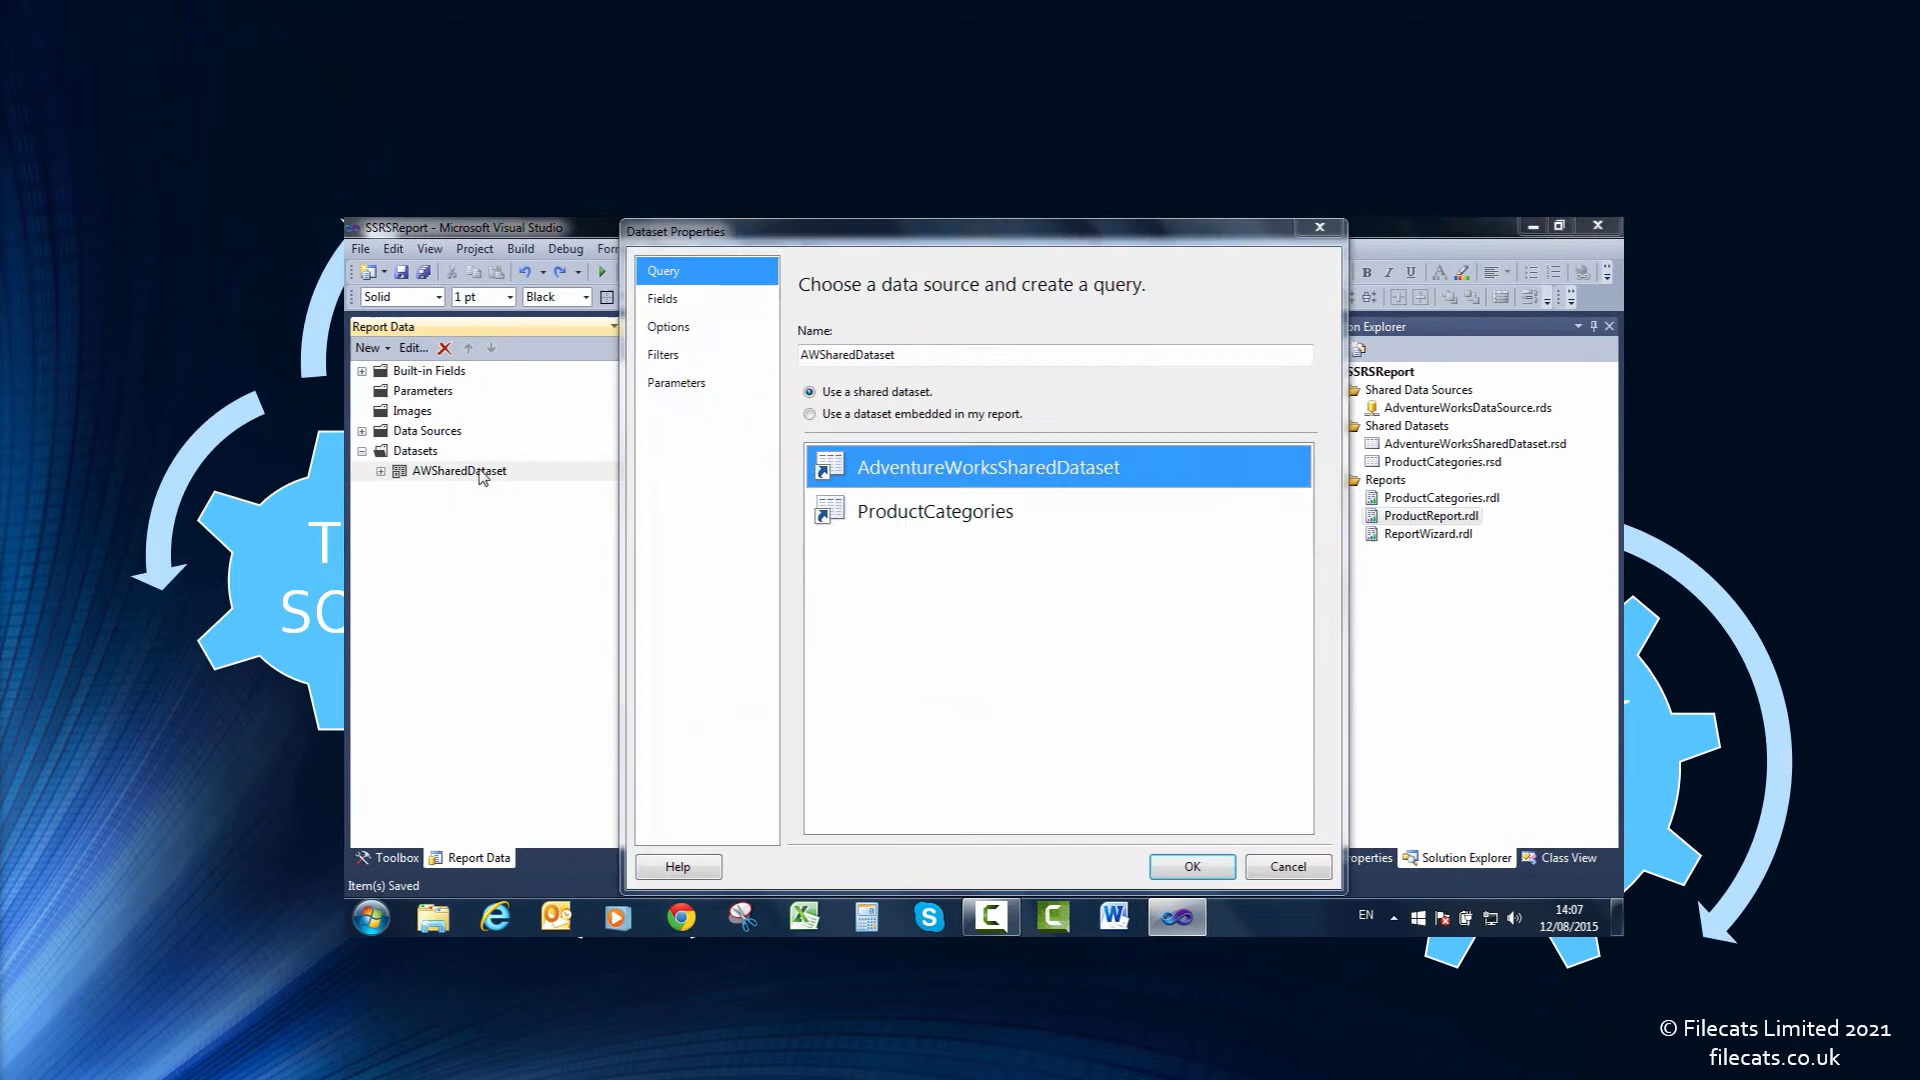 SSRSReport - Microsoft Visual Studio
File Edit View Project Build Debug
Solid 1 pt Black
B I U A
Report Data
New Edit...
Built-in Fields
Parameters
Images
Data Sources
Datasets
AWSharedDataset
Toolbox Report Data
Item(s) Saved
Dataset Properties
Query
Fields
Options
Filters
Parameters
Choose a data source and create a query.
Name:
AWSharedDataset
Use a shared dataset.
Use a dataset embedded in my report.
AdventureWorksSharedDataset
ProductCategories
Help OK Cancel
on Explorer
SSRSReport
Shared Data Sources
AdventureWorksDataSource.rds
Shared Datasets
AdventureWorksSharedDataset.rsd
ProductCategories.rsd
Reports
ProductCategories.rdl
ProductReport.rdl
ReportWizard.rdl
operties Solution Explorer Class View
EN 14:07
12/08/2015
© Filecats Limited 2021
filecats.co.uk